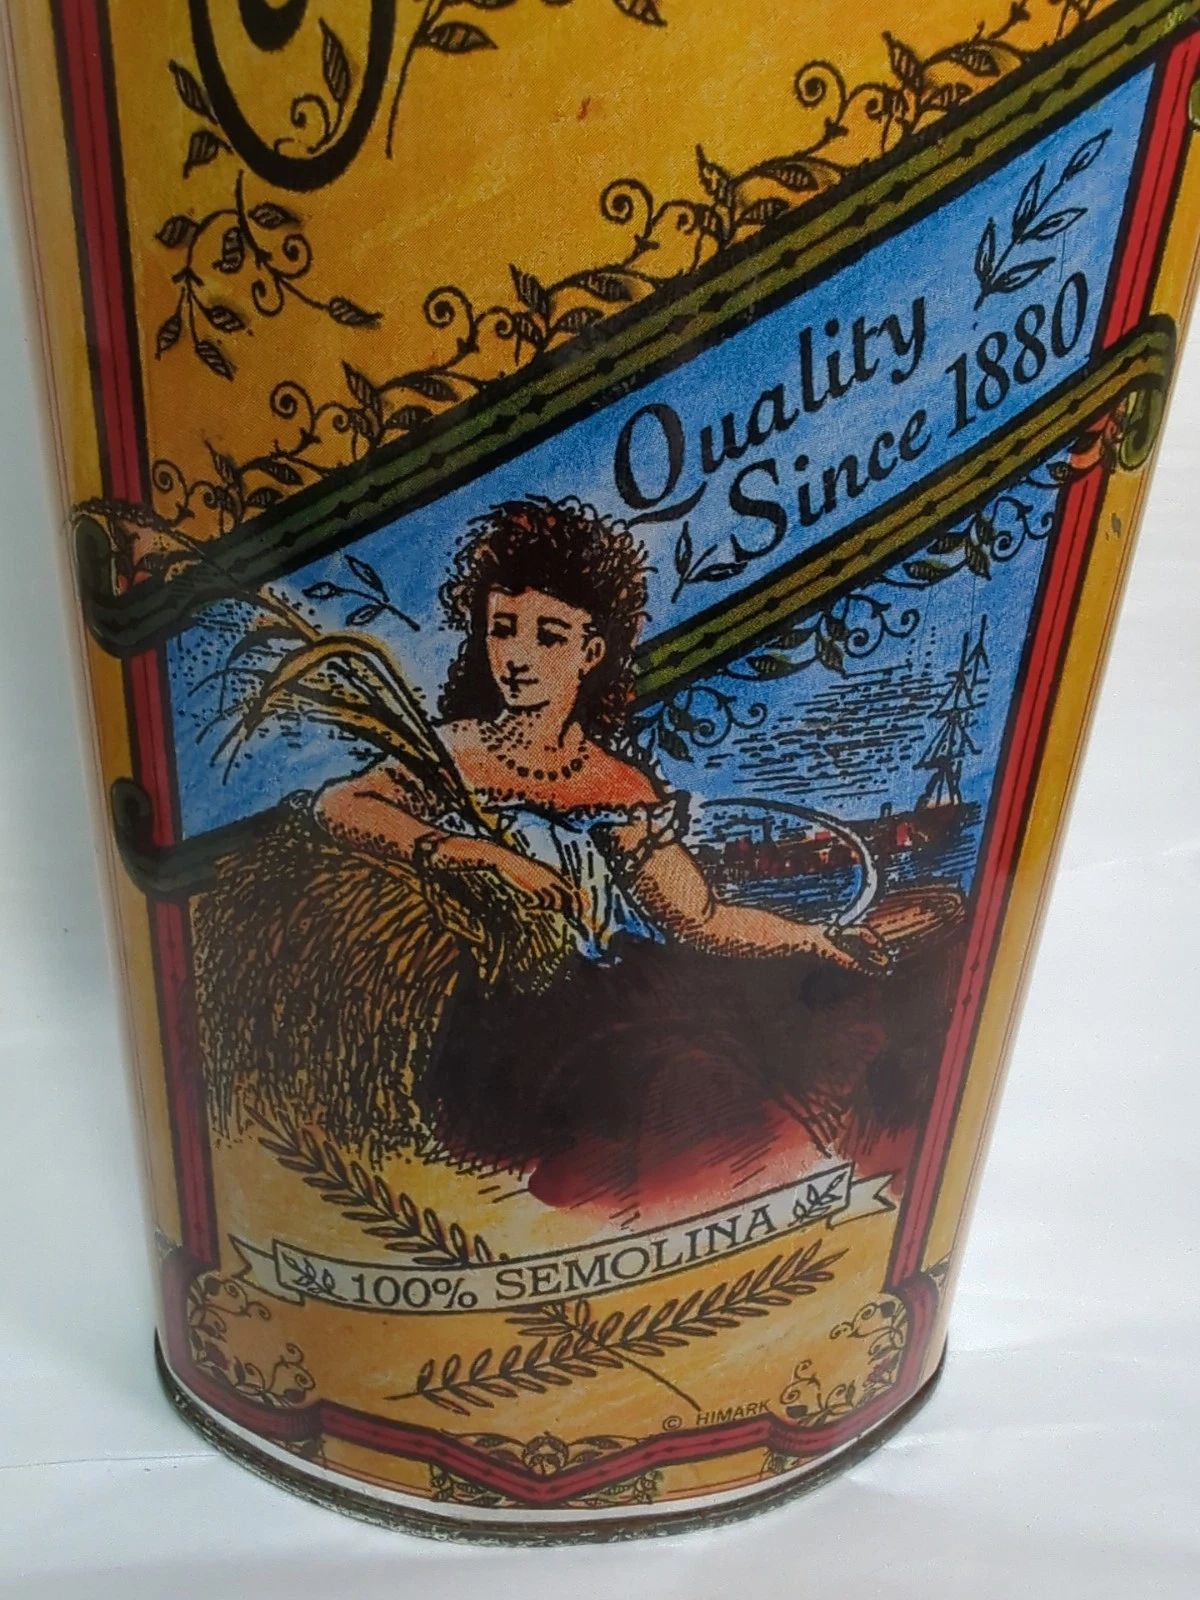 Quality
Since 1880
100% SEMOLINA
© HIMARK